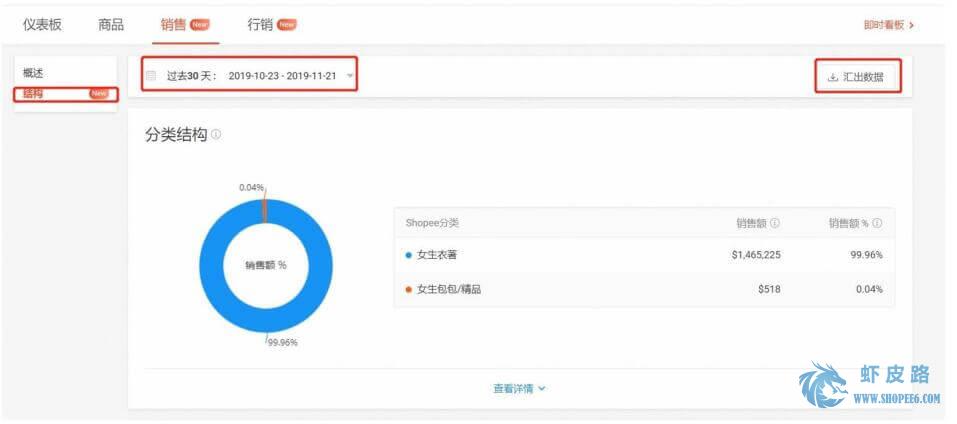 仪表板 商品 销售 New 行销 New 即时看板 >
概述
结构 New
过去30 天： 2019-10-23 - 2019-11-21 汇出数据
分类结构
0.04%
销售额 %
99.96%
Shopee分类 销售额 销售额 %
女生衣著 $1,465,225 99.96%
女生包包/精品 $518 0.04%
查看详情
虾皮路
WWW.SHOPEE6.COM